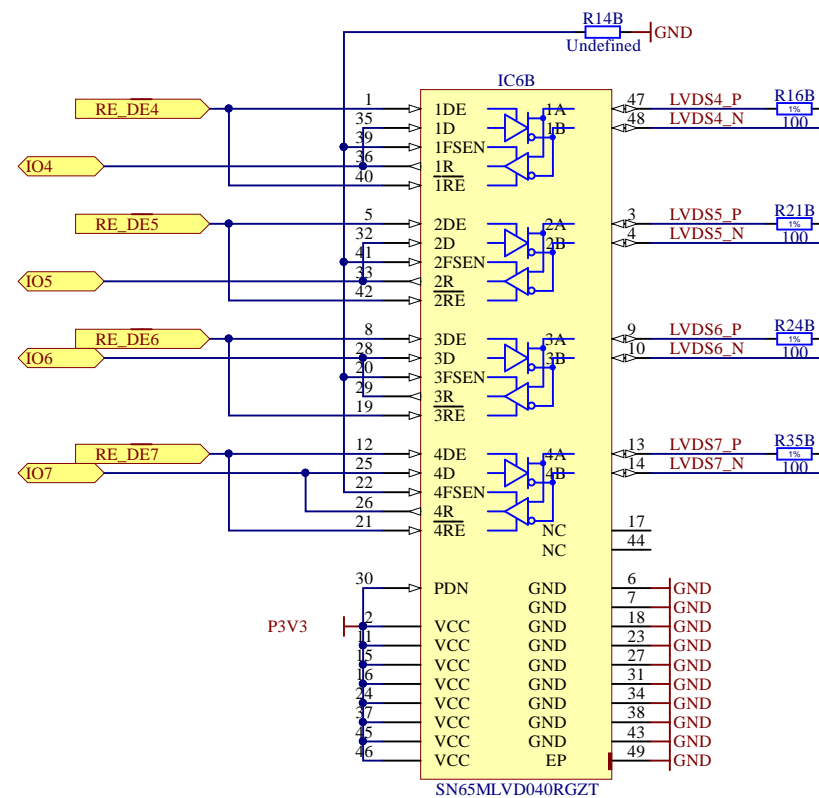 R14B
GND
Undefined
IC6B
RE_DE4
1
1DE
1A
47
LVDS4_P
R16B
1%
35
1D
1B
48
LVDS4_N
100
39
1FSEN
IO4
36
1R
40
1RE
RE_DE5
5
2DE
2A
3
LVDS5_P
R21B
1%
32
2D
2B
4
LVDS5_N
100
41
2FSEN
IO5
33
2R
42
2RE
RE_DE6
8
3DE
3A
9
LVDS6_P
R24B
1%
IO6
28
3D
3B
10
LVDS6_N
100
20
3FSEN
29
3R
19
3RE
RE_DE7
12
4DE
4A
13
LVDS7_P
R35B
1%
IO7
25
4D
4B
14
LVDS7_N
100
22
4FSEN
26
4R
21
4RE
NC
17
NC
44
30
PDN
GND
6
GND
GND
7
GND
P3V3
2
VCC
GND
18
GND
11
VCC
GND
23
GND
15
VCC
GND
27
GND
16
VCC
GND
31
GND
24
VCC
GND
34
GND
37
VCC
GND
38
GND
45
VCC
GND
43
GND
46
VCC
EP
49
GND
SN65MLVD040RGZT